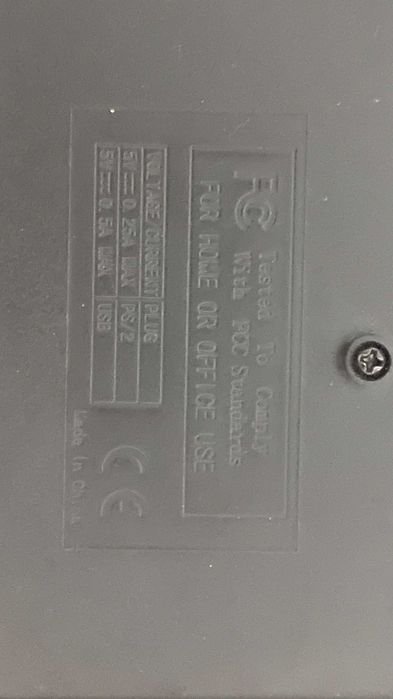 FC Tested To Comply
With FCC Standards
FOR HOME OR OFFICE USE
VOLTAGE CURRENT PLUG
5V⎓0.25A MAX PS/2
5V⎓0.5A MAX USB
CE
Made in China